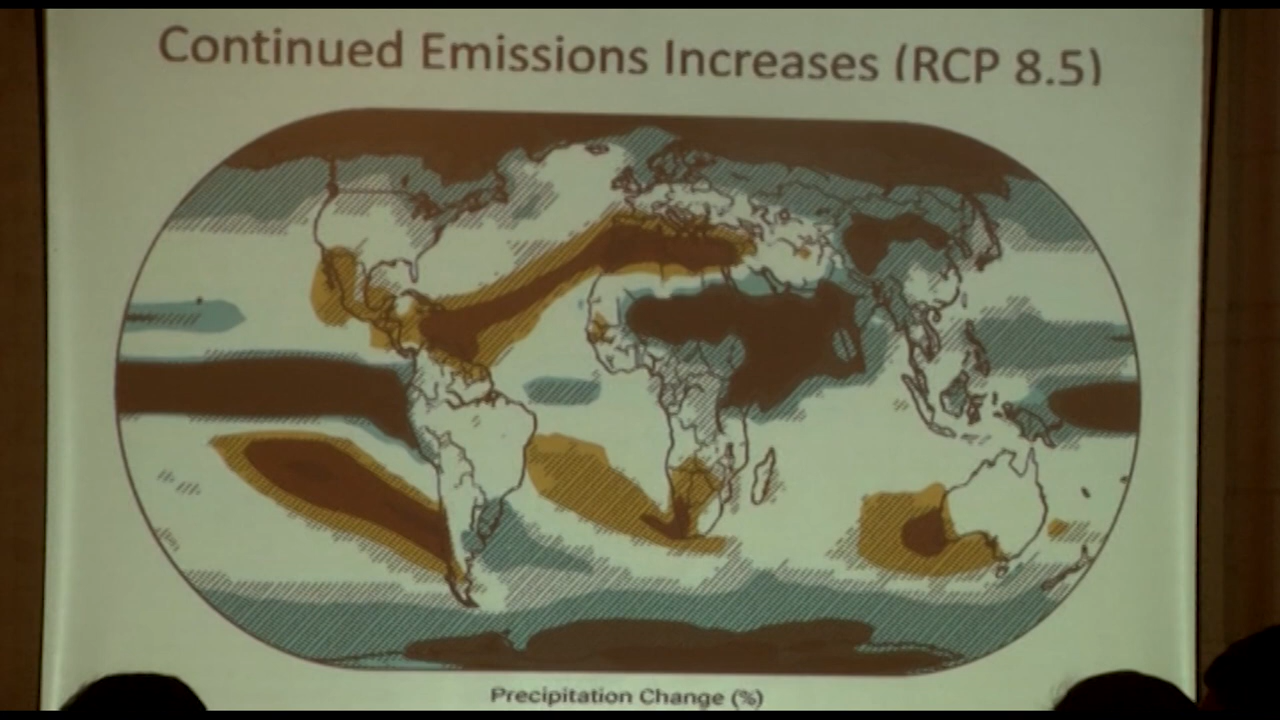 Continued Emissions Increases (RCP 8.5)
Precipitation Change (%)